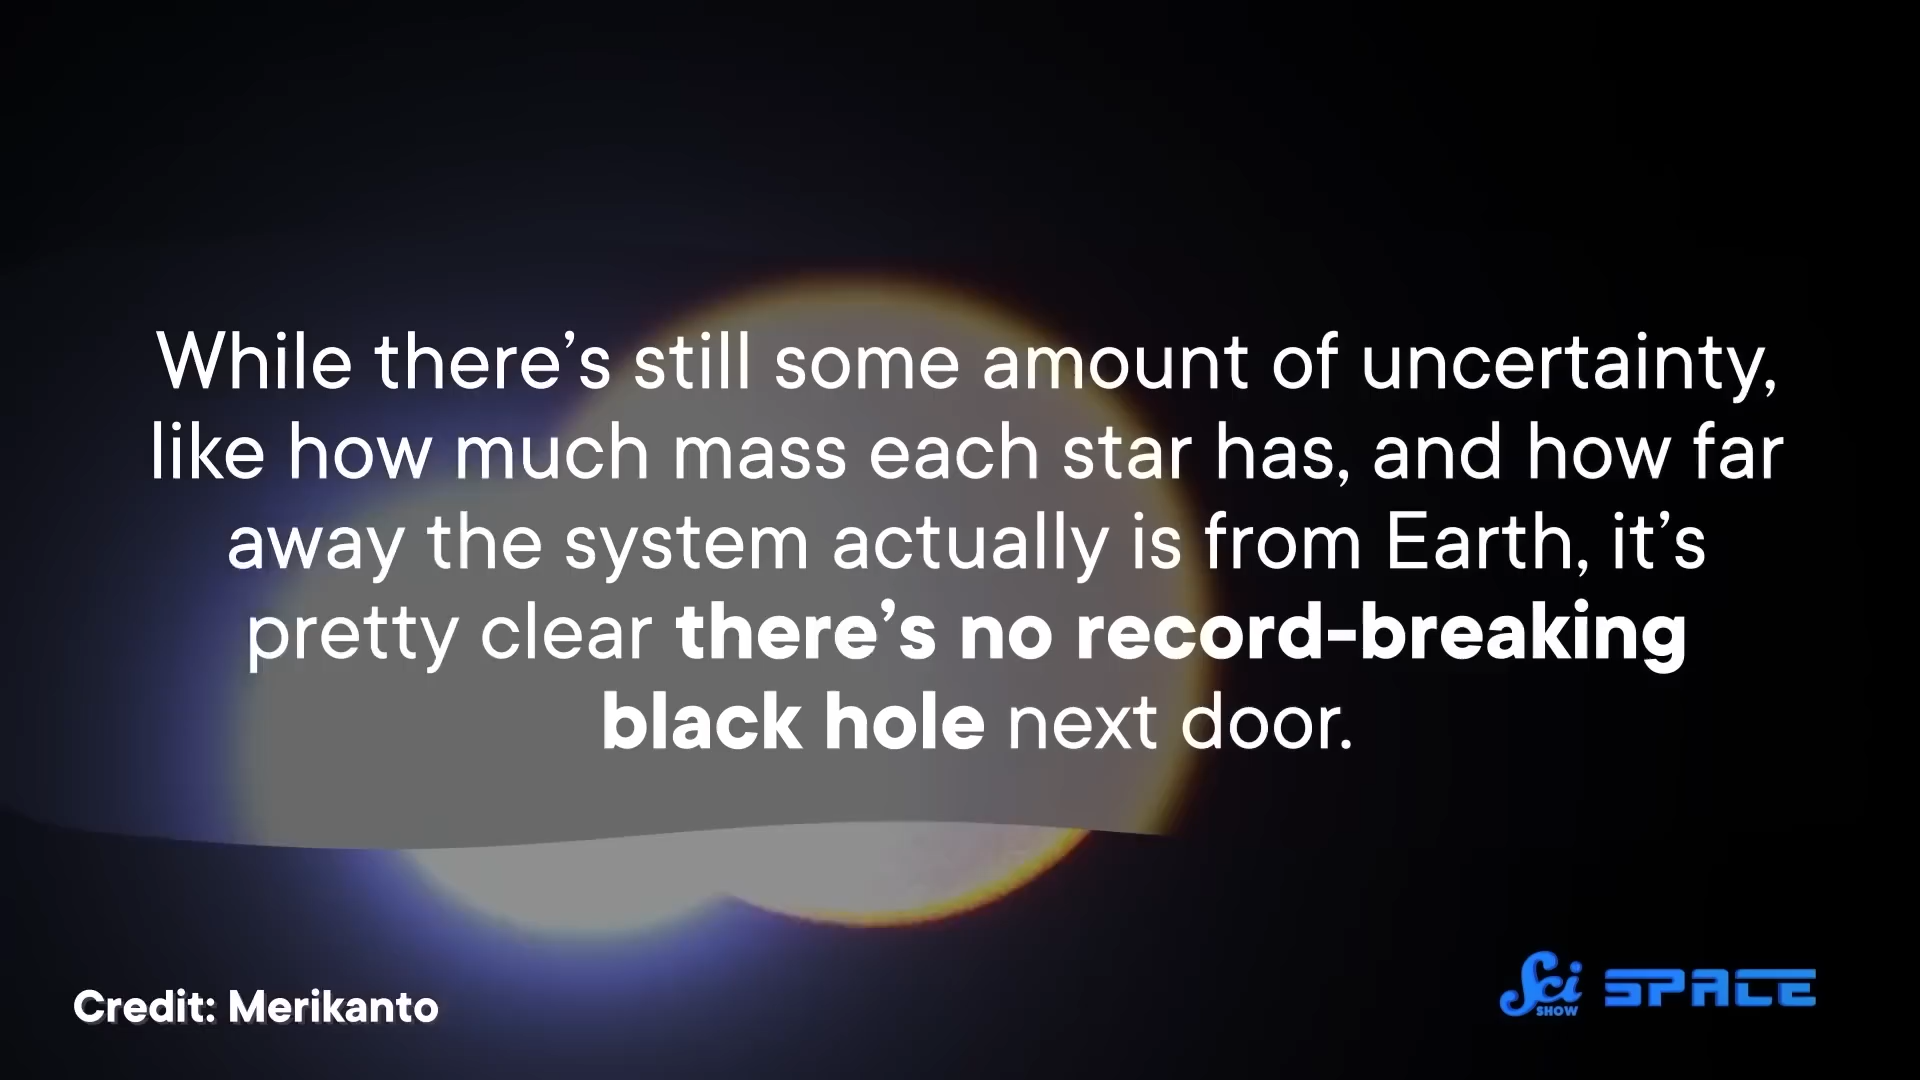 While there’s still some amount of uncertainty,
like how much mass each star has, and how far
away the system actually is from Earth, it’s
pretty clear there’s no record-breaking
black hole next door.
Credit: Merikanto
Sci SHOW SPACE